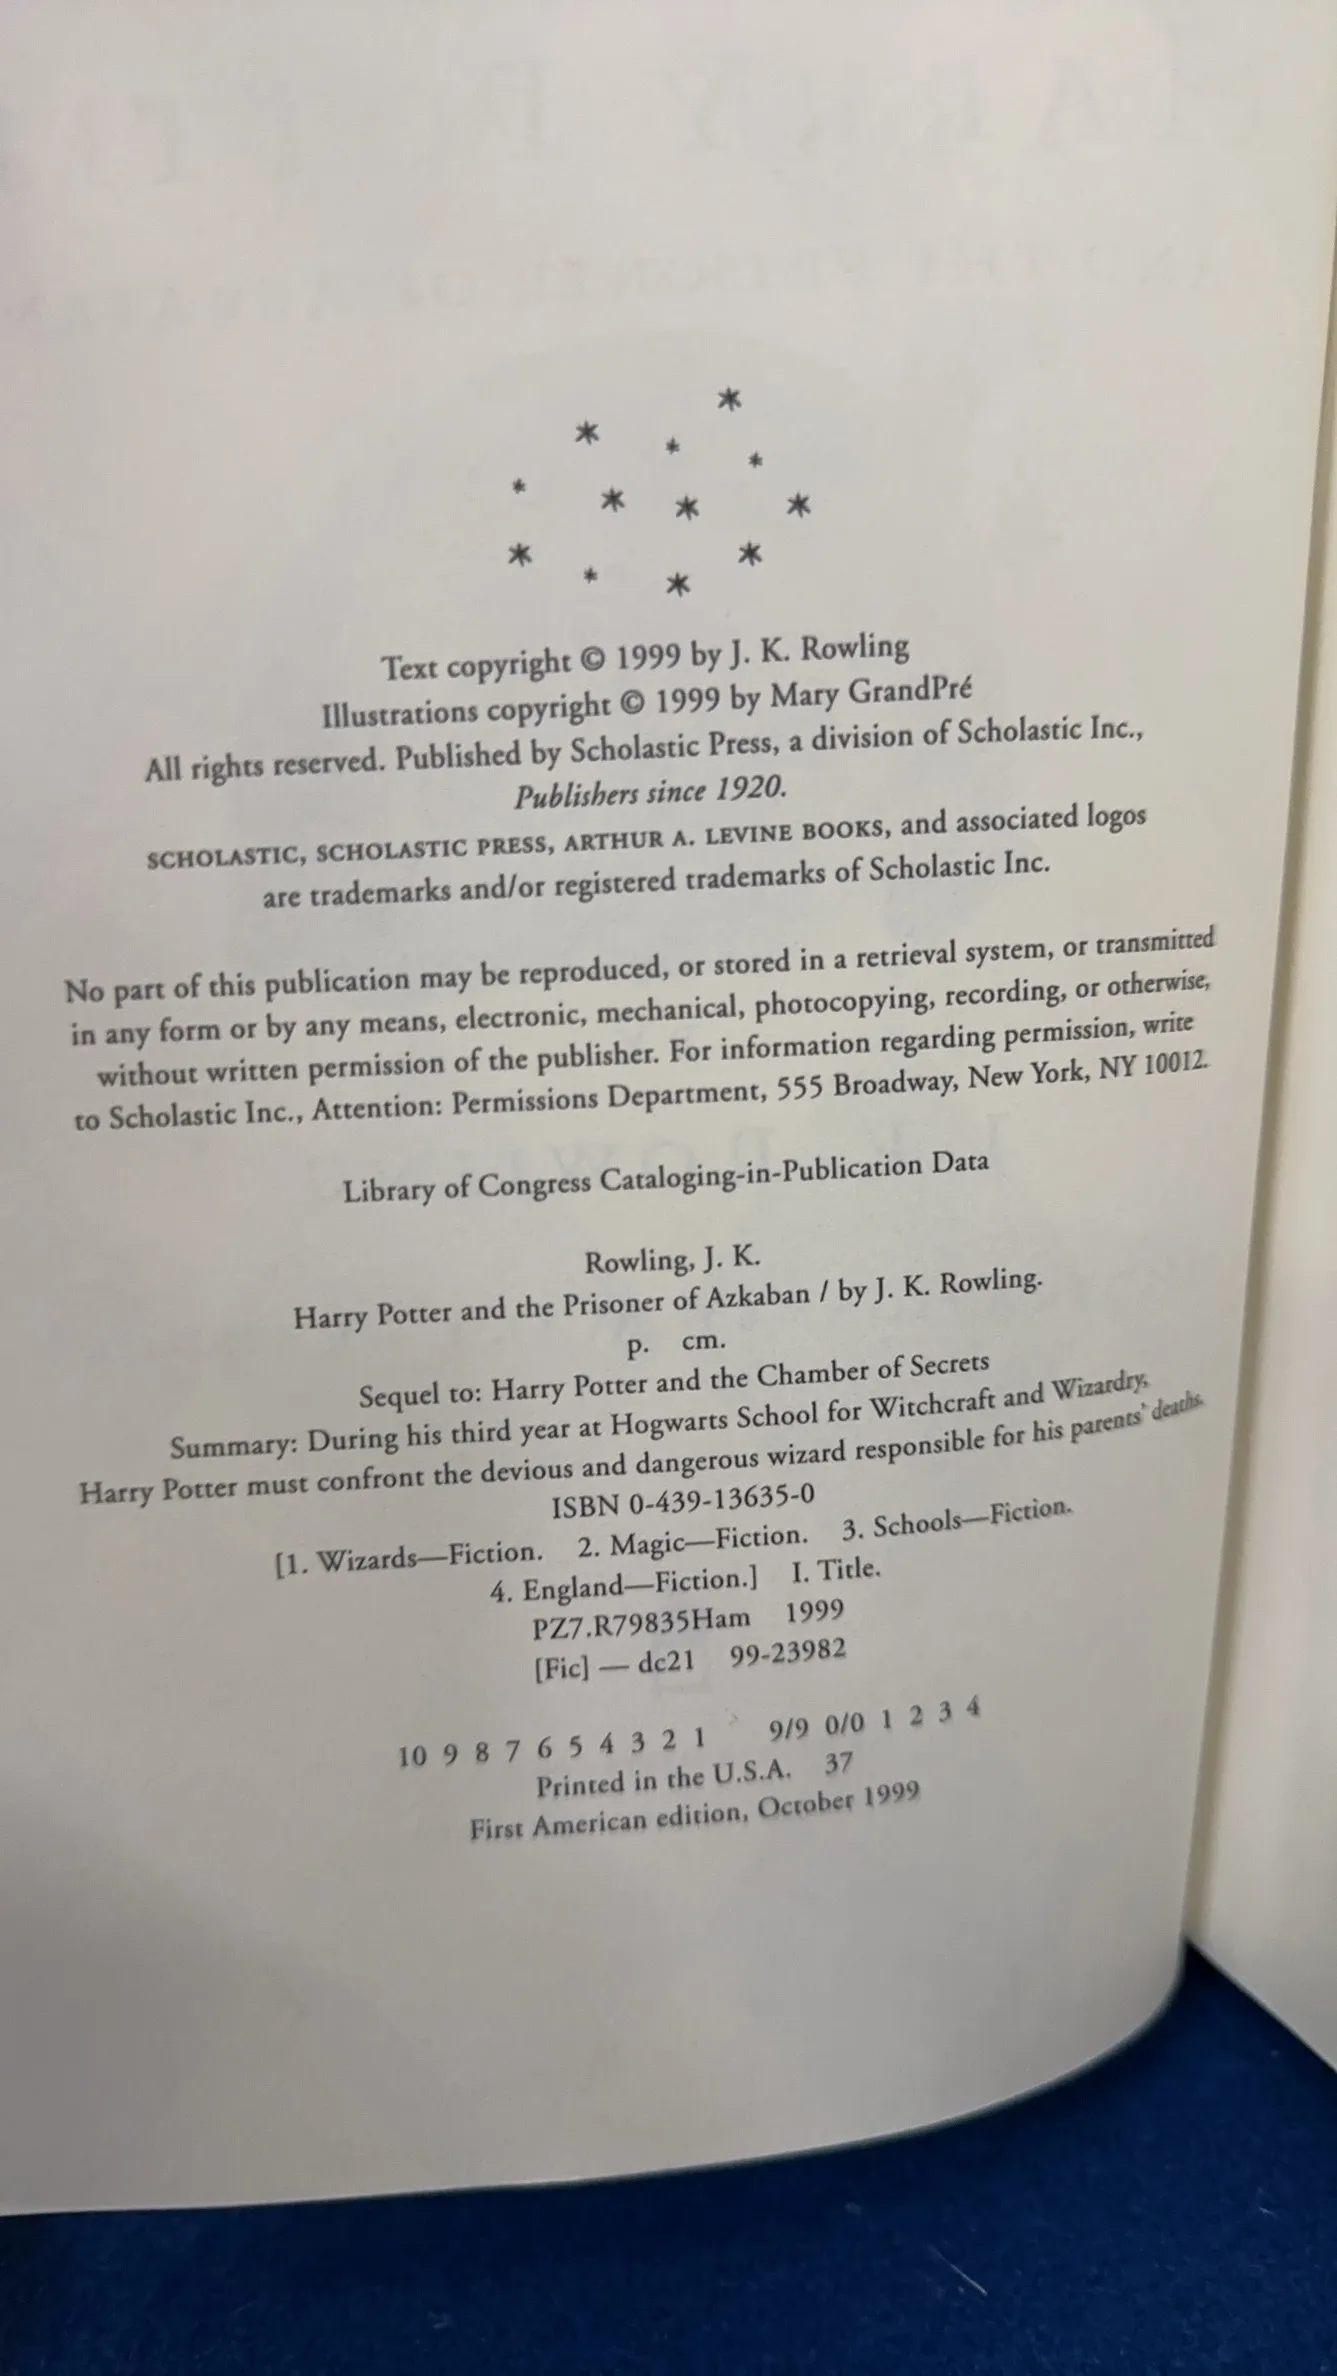 Text copyright © 1999 by J. K. Rowling
Illustrations copyright © 1999 by Mary GrandPré
All rights reserved. Published by Scholastic Press, a division of Scholastic Inc.,
Publishers since 1920.
SCHOLASTIC, SCHOLASTIC PRESS, ARTHUR A. LEVINE BOOKS, and associated logos
are trademarks and/or registered trademarks of Scholastic Inc.
No part of this publication may be reproduced, or stored in a retrieval system, or transmitted
in any form or by any means, electronic, mechanical, photocopying, recording, or otherwise,
without written permission of the publisher. For information regarding permission, write
to Scholastic Inc., Attention: Permissions Department, 555 Broadway, New York, NY 10012.
Library of Congress Cataloging-in-Publication Data
Rowling, J. K.
Harry Potter and the Prisoner of Azkaban / by J. K. Rowling.
p. cm.
Sequel to: Harry Potter and the Chamber of Secrets
Summary: During his third year at Hogwarts School for Witchcraft and Wizardry,
Harry Potter must confront the devious and dangerous wizard responsible for his parents' deaths.
ISBN 0-439-13635-0
[1. Wizards—Fiction. 2. Magic—Fiction. 3. Schools—Fiction.
4. England—Fiction.] I. Title.
PZ7.R79835Ham 1999
[Fic] — dc21 99-23982
10 9 8 7 6 5 4 3 2 1 9/9 0/0 1 2 3 4
Printed in the U.S.A. 37
First American edition, October 1999